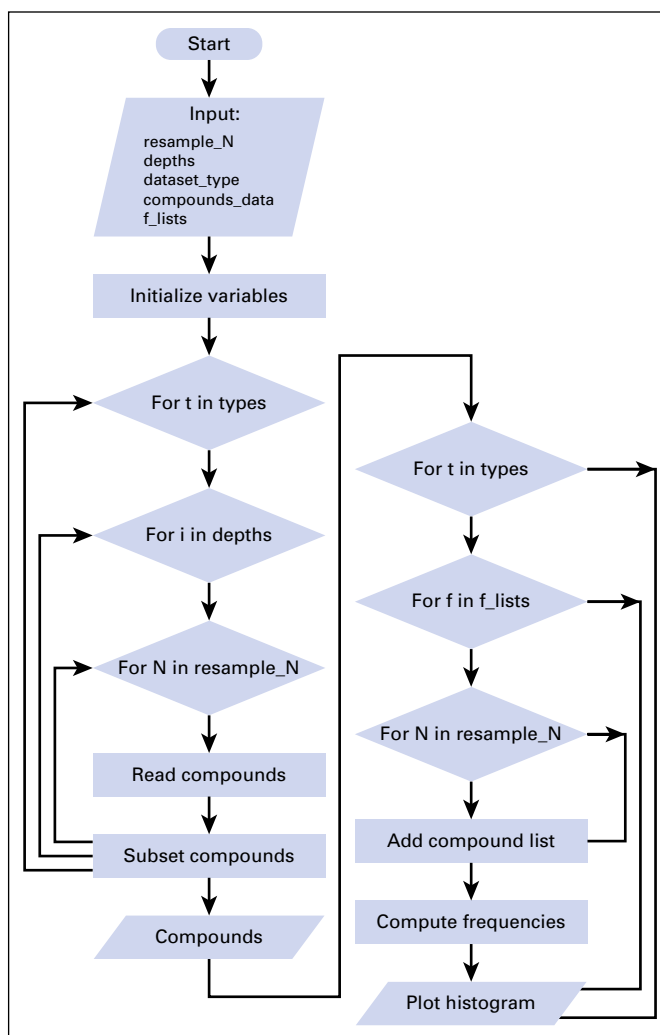 Start
Input:
resample_N
depths
dataset_type
compounds_data
f_lists
Initialize variables
For t in types
For i in depths
For N in resample_N
Read compounds
Subset compounds
Compounds
For t in types
For f in f_lists
For N in resample_N
Add compound list
Compute frequencies
Plot histogram